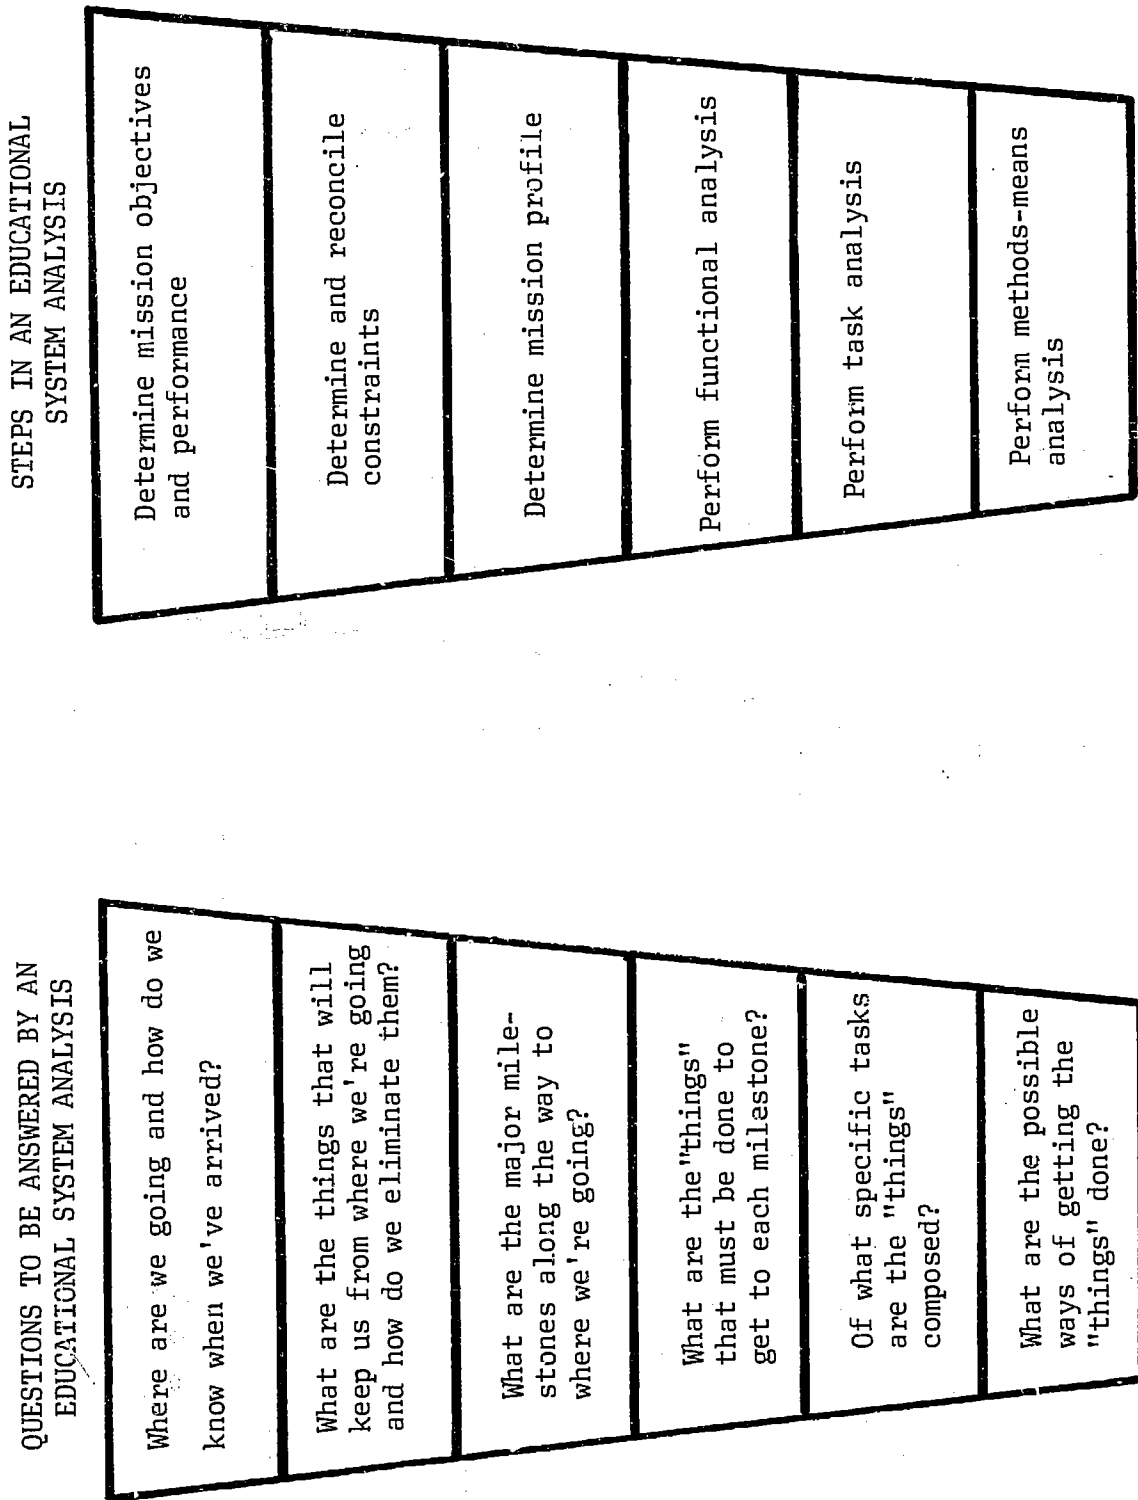 QUESTIONS TO BE ANSWERED BY AN
EDUCATIONAL SYSTEM ANALYSIS
Where are we going and how do we
know when we've arrived?
What are the things that will
keep us from where we're going
and how do we eliminate them?
What are the major mile-
stones along the way to
where we're going?
What are the"things"
that must be done to
get to each milestone?
Of what specific tasks
are the "things"
composed?
What are the possible
ways of getting the
"things" done?
STEPS IN AN EDUCATIONAL
SYSTEM ANALYSIS
Determine mission objectives
and performance
Determine and reconcile
constraints
Determine mission profile
Perform functional analysis
Perform task analysis
Perform methods-means
analysis